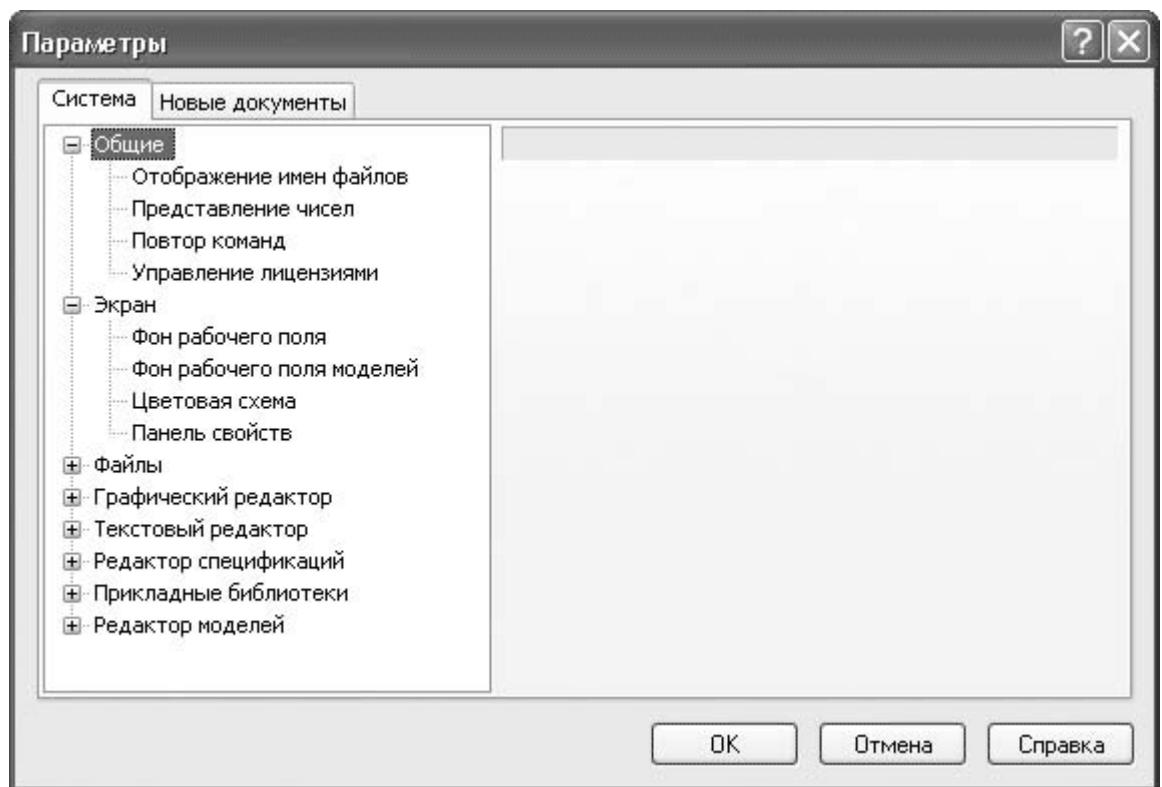 Параметры
Система
Новые документы
Общие
Отображение имен файлов
Представление чисел
Повтор команд
Управление лицензиями
Экран
Фон рабочего поля
Фон рабочего поля моделей
Цветовая схема
Панель свойств
Файлы
Графический редактор
Текстовый редактор
Редактор спецификаций
Прикладные библиотеки
Редактор моделей
OK
Отмена
Справка